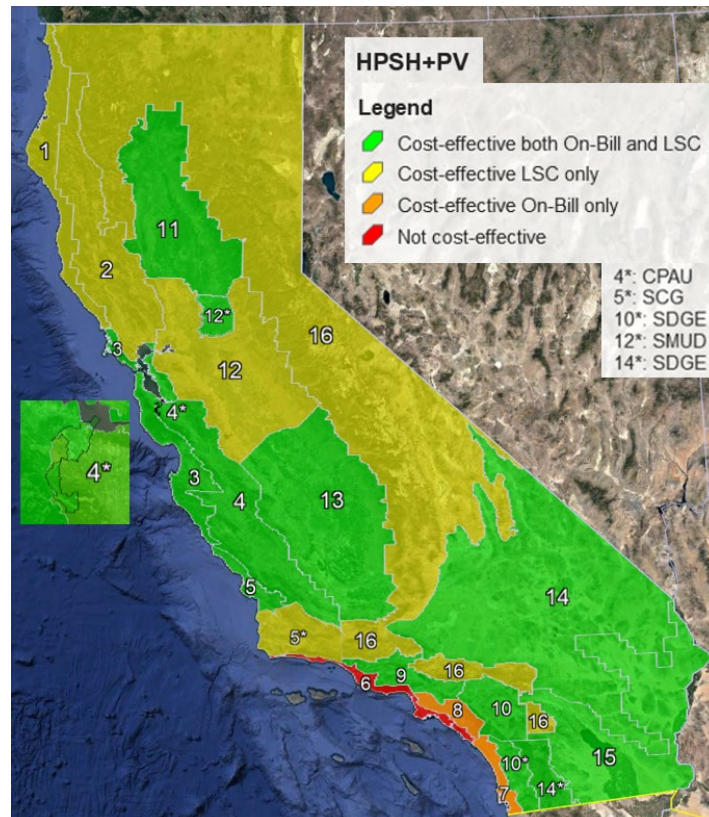 HPSH+PV
Legend
Cost-effective both On-Bill and LSC
Cost-effective LSC only
Cost-effective On-Bill only
Not cost-effective
4*: CPAU
5*: SCG
10*: SDGE
12*: SMUD
14*: SDGE
1
11
2
12*
16
3
12
4*
4*
3
4
13
5
14
5*
16
9
16
6
8
10
16
15
10*
14*
7